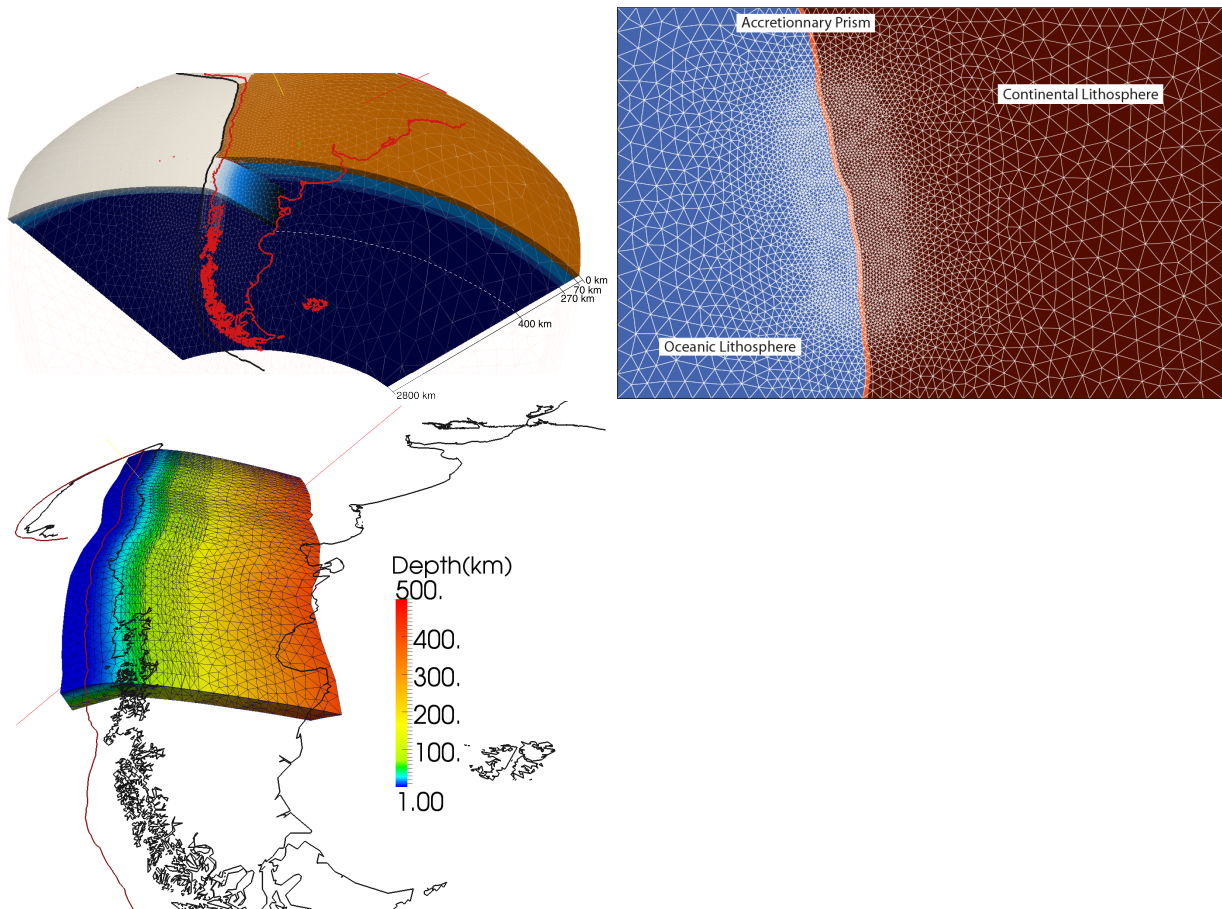 Accretionnary Prism
Continental Lithosphere
Oceanic Lithosphere
0 km
70 km
270 km
400 km
2800 km
Depth(km)
500.
400.
300.
200.
100.
1.00